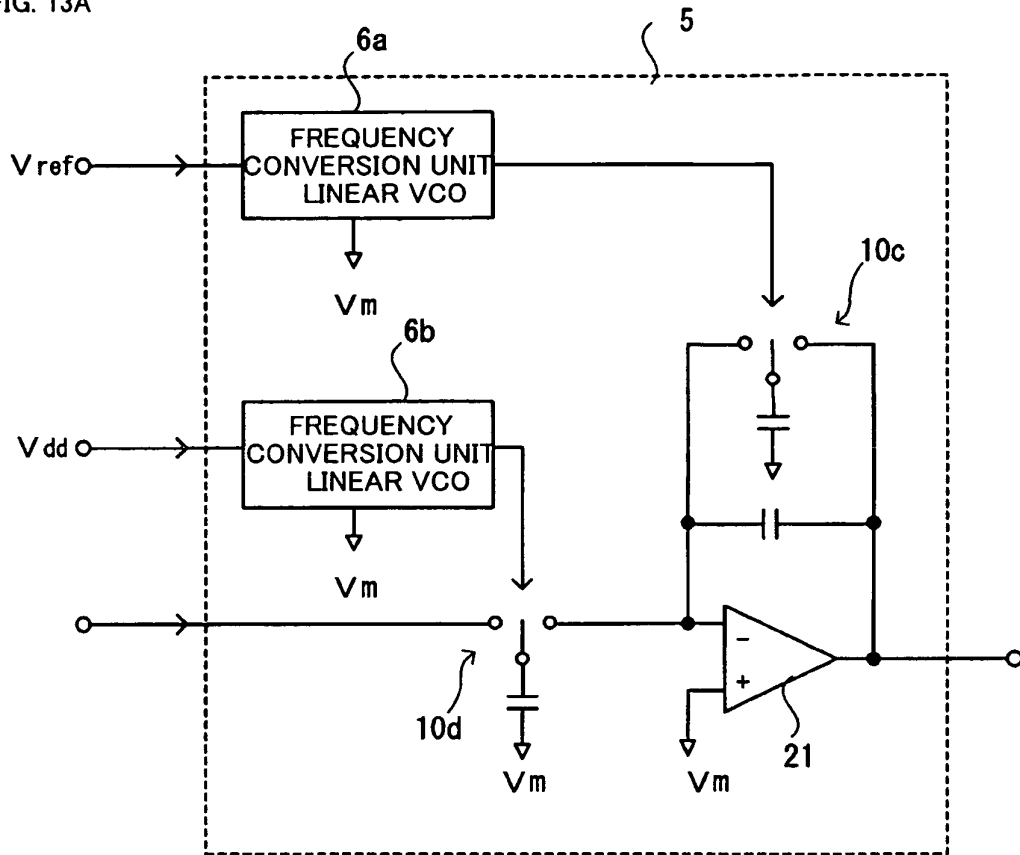 FIG. 13A
5
6a
FREQUENCY
CONVERSION UNIT
LINEAR VCO
Vref
Vm
10c
6b
FREQUENCY
CONVERSION UNIT
LINEAR VCO
Vdd
Vm
-
+
10d
21
Vm
Vm